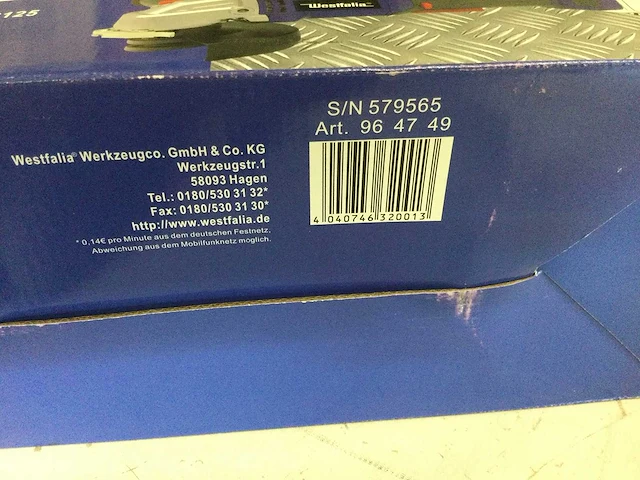 125
Westfalia
S/N 579565
Art. 96 47 49
Westfalia® Werkzeugco. GmbH & Co. KG
Werkzeugstr.1
58093 Hagen
Tel.: 0180/530 31 32*
Fax: 0180/530 31 30*
http://www.westfalia.de
* 0,14€ pro Minute aus dem deutschen Festnetz,
Abweichung aus dem Mobilfunknetz möglich.
4 040746 320013